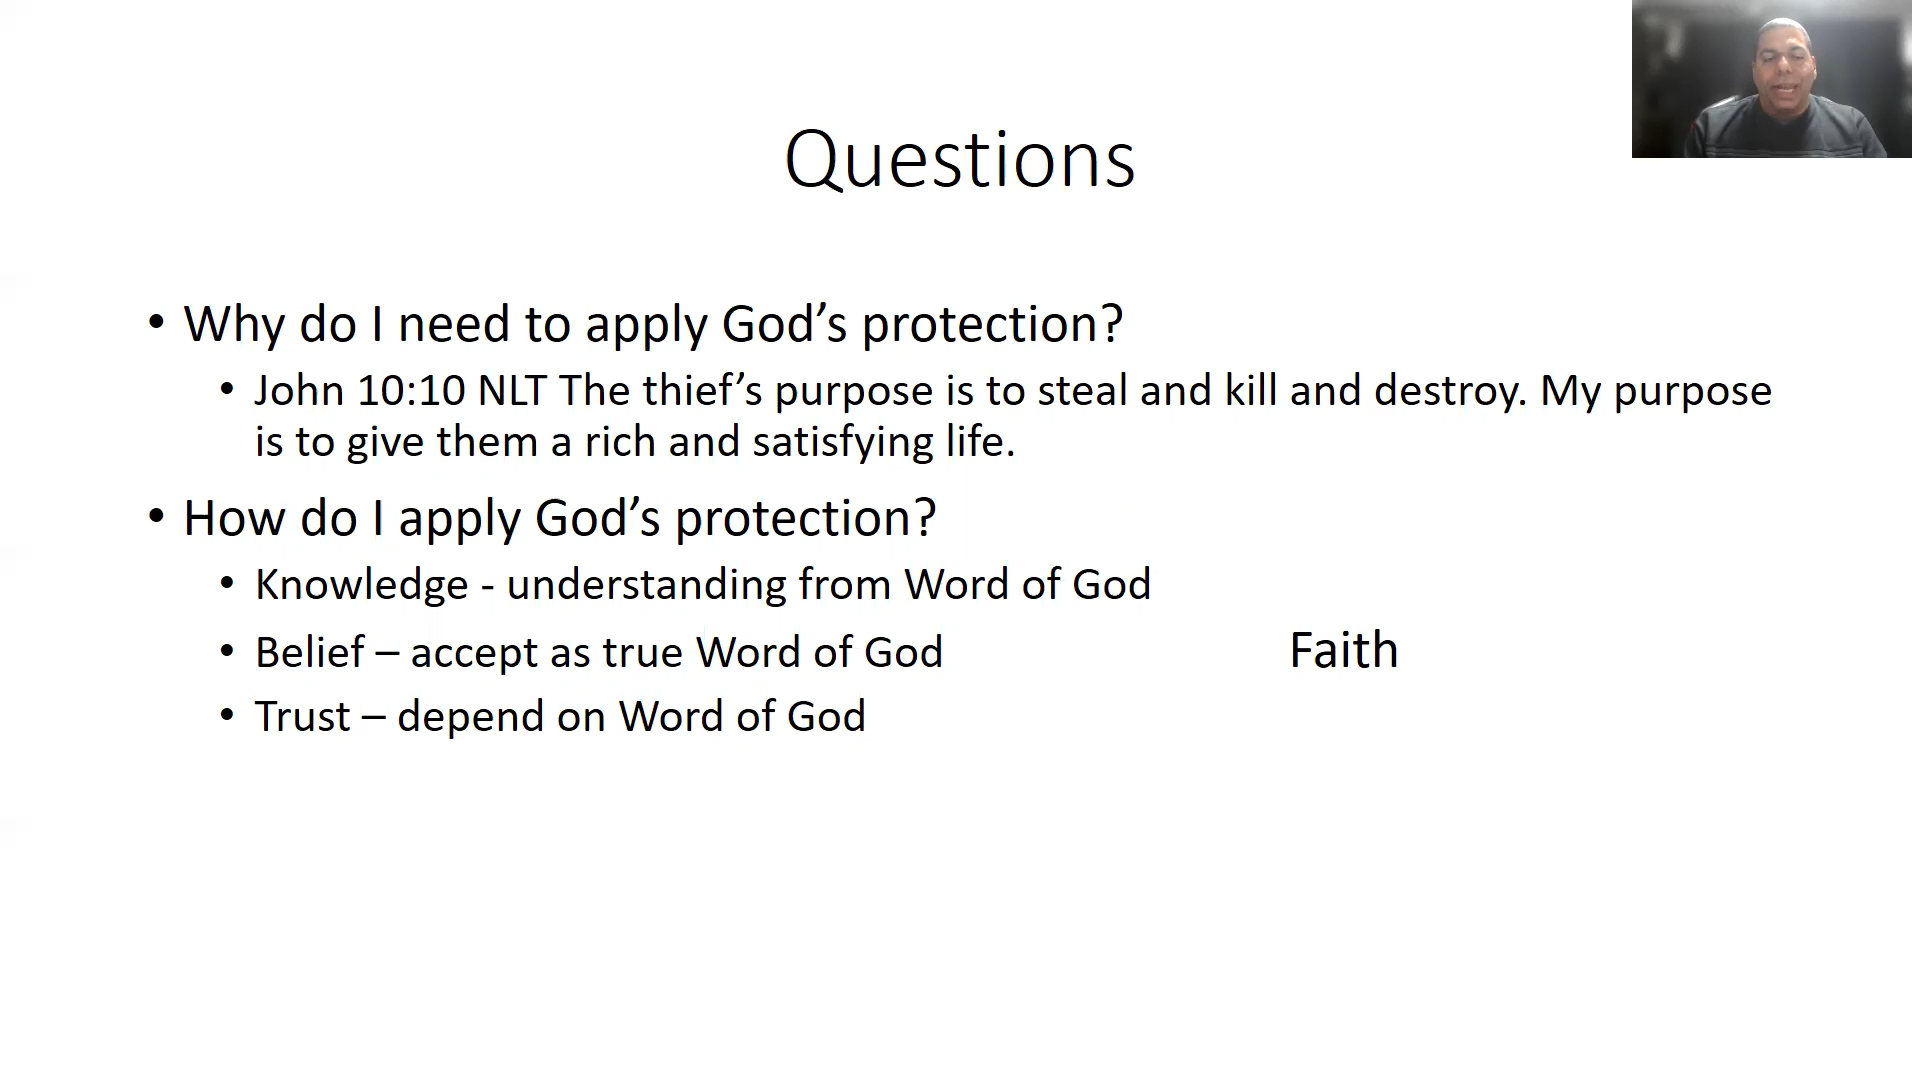 Questions
• Why do I need to apply God’s protection?
• John 10:10 NLT The thief’s purpose is to steal and kill and destroy. My purpose
is to give them a rich and satisfying life.
• How do I apply God’s protection?
• Knowledge - understanding from Word of God
• Belief – accept as true Word of God
Faith
• Trust – depend on Word of God